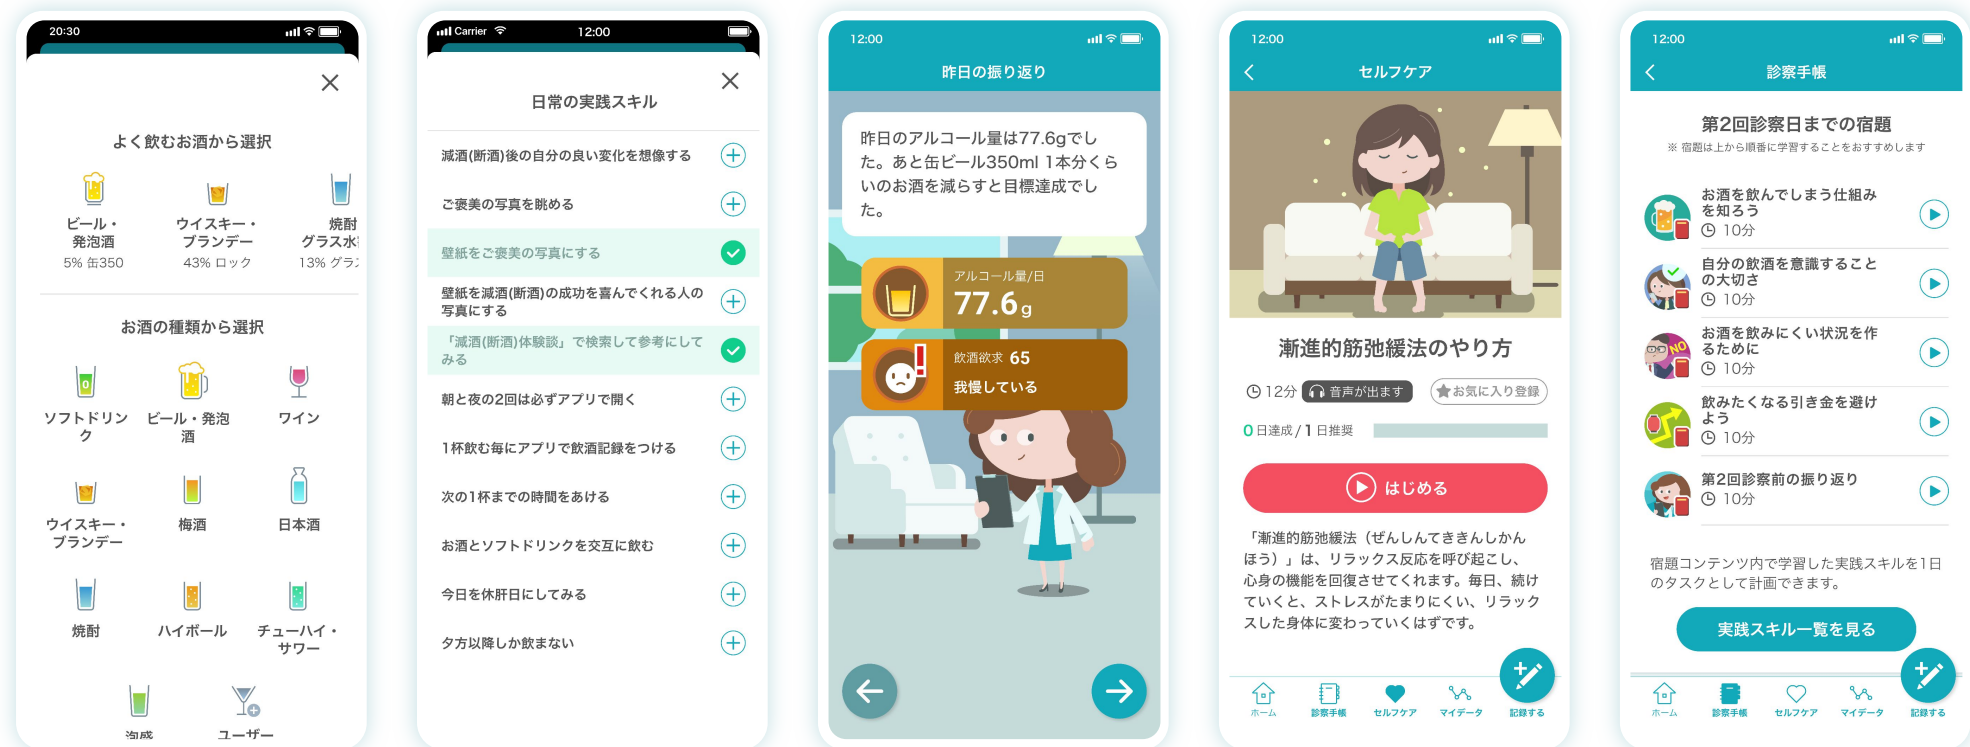 20:30
よく飲むお酒から選択
ビール・
発泡酒
5% 缶350
ウイスキー・
ブランデー
43% ロック
焼酎
グラス水
13% グラ
お酒の種類から選択
0
ソフトドリン
ク
ビール・発泡
酒
ワイン
ウイスキー・
ブランデー
梅酒
日本酒
焼酎
ハイボール
チューハイ・
サワー
泡盛
ユーザー
Carrier
12:00
日常の実践スキル
減酒(断酒)後の自分の良い変化を想像する
ご褒美の写真を眺める
壁紙をご褒美の写真にする
壁紙を減酒(断酒)の成功を喜んでくれる人の
写真にする
「減酒(断酒)体験談」で検索して参考にして
みる
朝と夜の2回は必ずアプリで開く
1杯飲む毎にアプリで飲酒記録をつける
次の1杯までの時間をあける
お酒とソフトドリンクを交互に飲む
今日を休肝日にしてみる
夕方以降しか飲まない
12:00
昨日の振り返り
昨日のアルコール量は77.6gでし
た。あと缶ビール350ml 1本分くら
いのお酒を減らすと目標達成でし
た。
アルコール量/日
77.6g
飲酒欲求 65
我慢している
12:00
セルフケア
漸進的筋弛緩法のやり方
12分 音声が出ます お気に入り登録
0日達成/1日推奨
はじめる
「漸進的筋弛緩法（ぜんしんてききんしかん
ほう）」は、リラックス反応を呼び起こし、
心身の機能を回復させてくれます。毎日、続け
ていくと、ストレスがたまりにくい、リラック
スした身体に変わっていくはずです。
ホーム 診察手帳 セルフケア マイデータ 記録する
12:00
診察手帳
第2回診察日までの宿題
※ 宿題は上から順番に学習することをおすすめします
お酒を飲んでしまう仕組み
を知ろう
10分
自分の飲酒を意識すること
の大切さ
10分
NO
お酒を飲みにくい状況を作
るために
10分
飲みたくなる引き金を避け
よう
10分
第2回診察前の振り返り
10分
宿題コンテンツ内で学習した実践スキルを1日
のタスクとして計画できます。
実践スキル一覧を見る
ホーム 診察手帳 セルフケア マイデータ 記録する